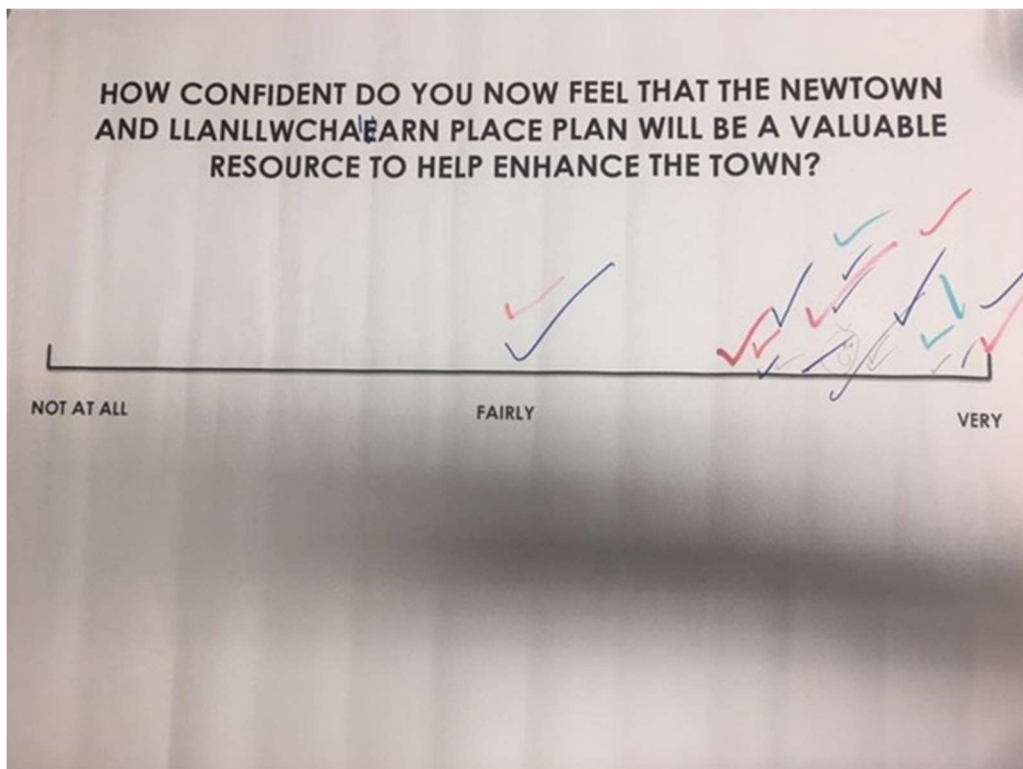 HOW CONFIDENT DO YOU NOW FEEL THAT THE NEWTOWN
AND LLANLLWCHAIEARN PLACE PLAN WILL BE A VALUABLE
RESOURCE TO HELP ENHANCE THE TOWN?
NOT AT ALL
FAIRLY
VERY